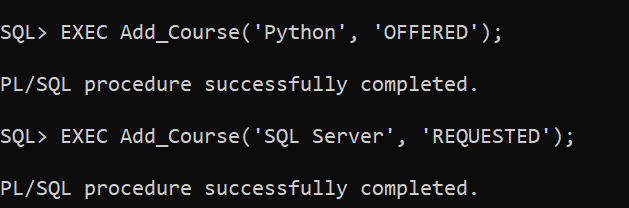 SQL> EXEC Add_Course('Python', 'OFFERED');
PL/SQL procedure successfully completed.
SQL> EXEC Add_Course('SQL Server', 'REQUESTED');
PL/SQL procedure successfully completed.